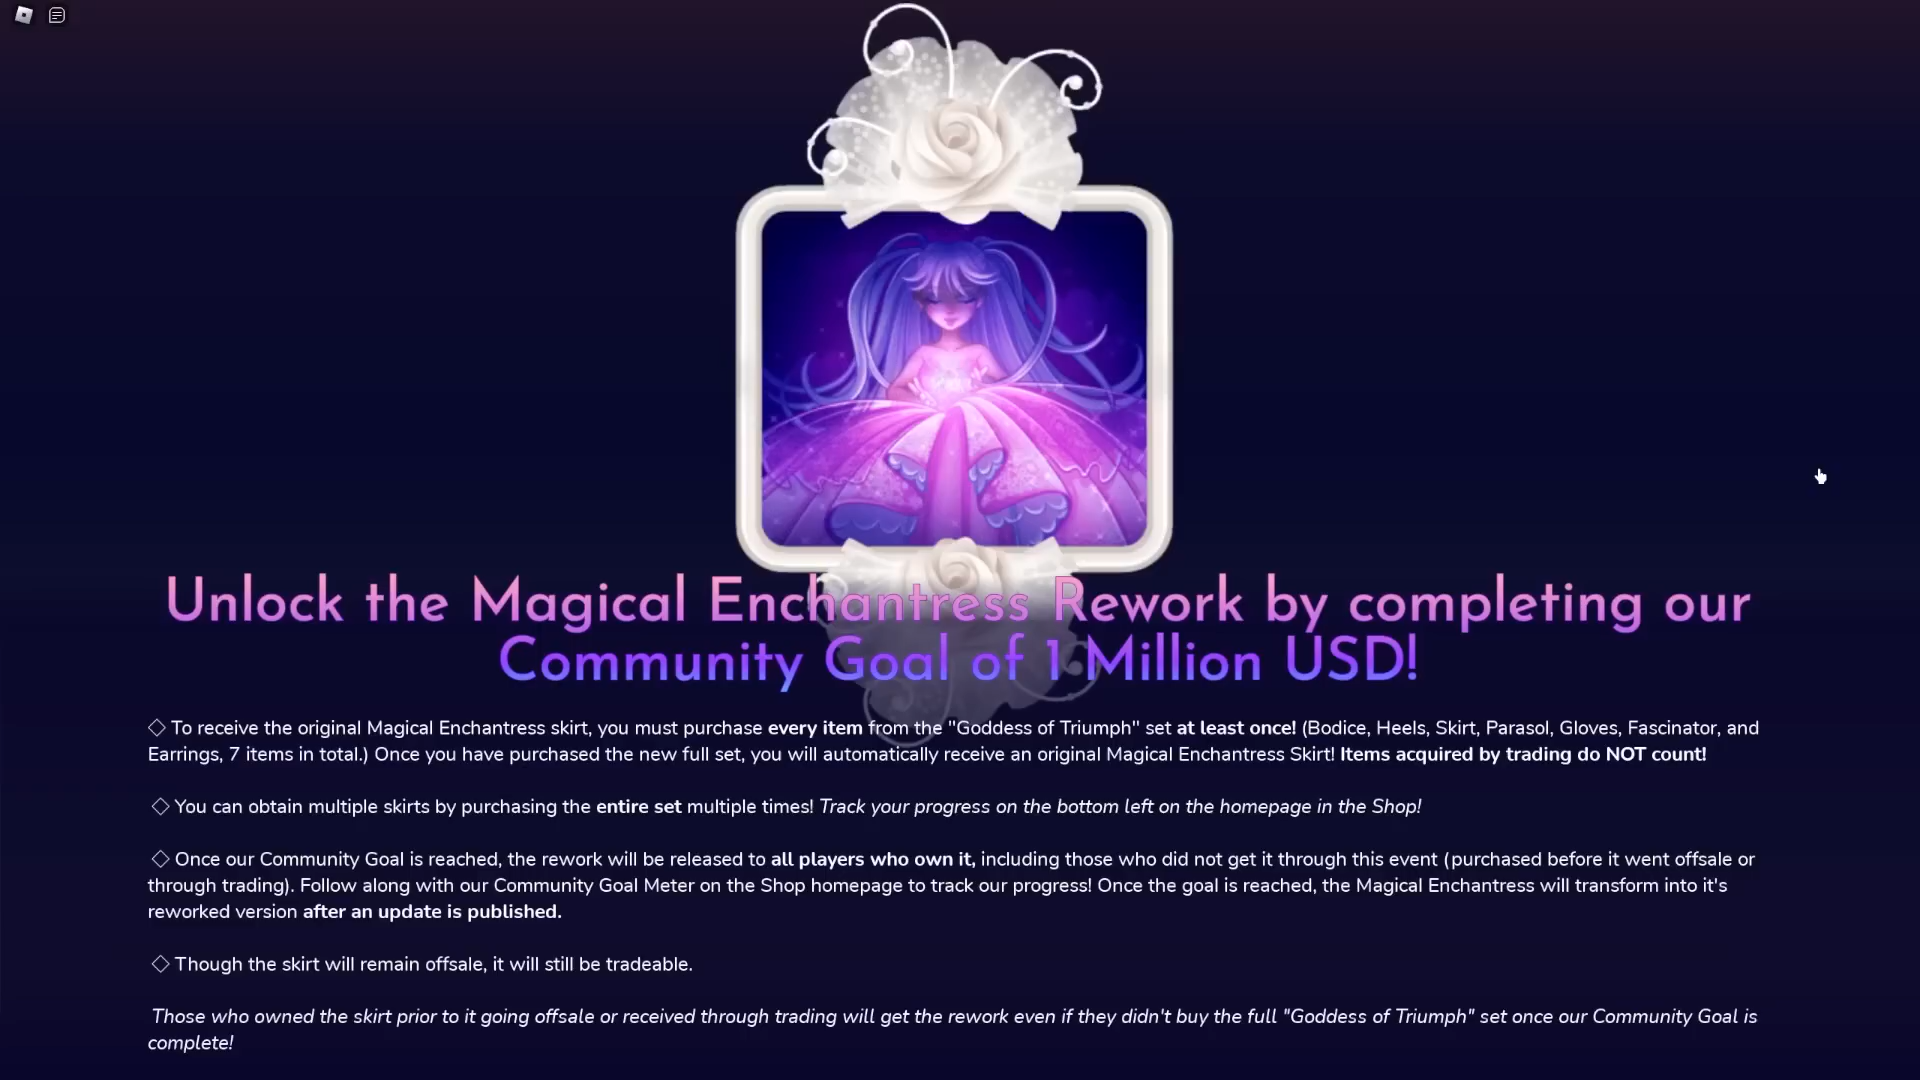 Unlock the Magical Enchantress Rework by completing our
Community Goal of 1 Million USD!
◇ To receive the original Magical Enchantress skirt, you must purchase every item from the "Goddess of Triumph" set at least once! (Bodice, Heels, Skirt, Parasol, Gloves, Fascinator, and
Earrings, 7 items in total.) Once you have purchased the new full set, you will automatically receive an original Magical Enchantress Skirt! Items acquired by trading do NOT count!
◇ You can obtain multiple skirts by purchasing the entire set multiple times! Track your progress on the bottom left on the homepage in the Shop!
◇ Once our Community Goal is reached, the rework will be released to all players who own it, including those who did not get it through this event (purchased before it went offsale or
through trading). Follow along with our Community Goal Meter on the Shop homepage to track our progress! Once the goal is reached, the Magical Enchantress will transform into it's
reworked version after an update is published.
◇ Though the skirt will remain offsale, it will still be tradeable.
Those who owned the skirt prior to it going offsale or received through trading will get the rework even if they didn't buy the full "Goddess of Triumph" set once our Community Goal is
complete!